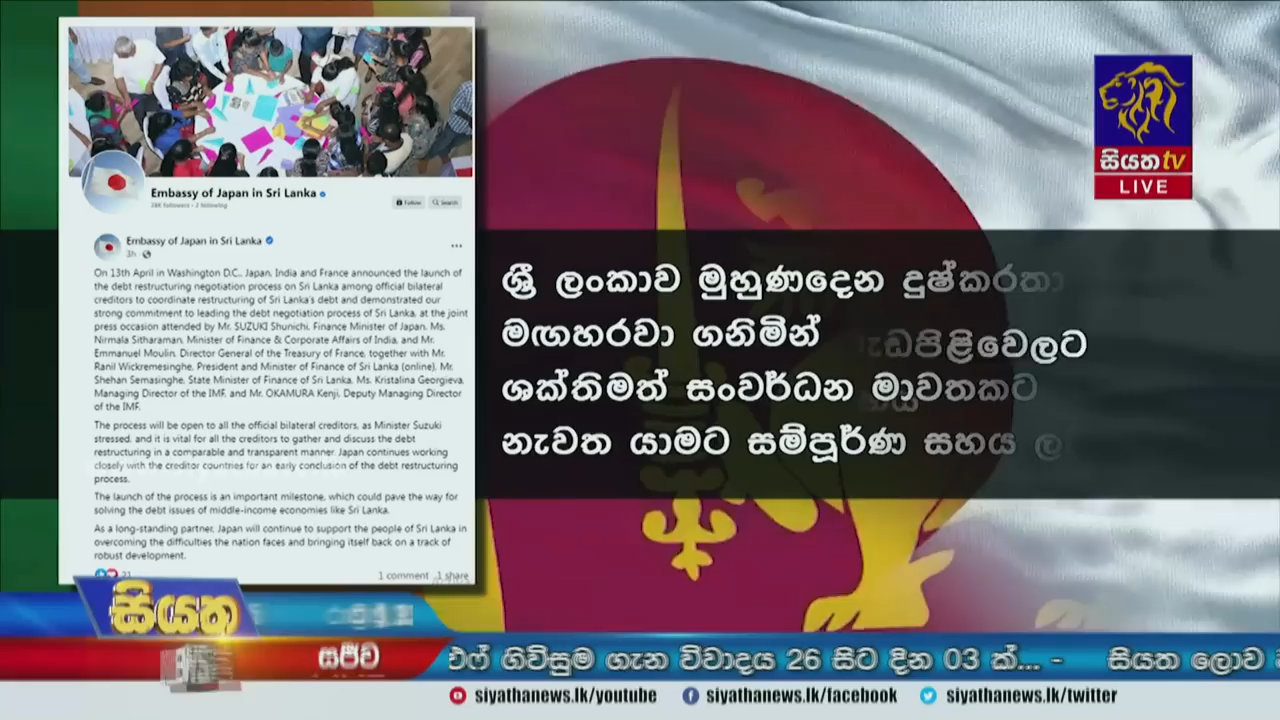 Embassy of Japan in Sri Lanka
Follow
Search
Embassy of Japan in Sri Lanka
3h
On 13th April in Washington D.C., Japan, India and France announced the launch of
the debt restructuring negotiation process on Sri Lanka among official bilateral
creditors to coordinate restructuring of Sri Lanka's debt and demonstrated our
strong commitment to leading the debt negotiation process of Sri Lanka, at the joint
press occasion attended by Mr. SUZUKI Shunichi, Finance Minister of Japan, Ms.
Nirmala Sitharaman, Minister of Finance & Corporate Affairs of India, and Mr.
Emmanuel Moulin, Director General of the Treasury of France, together with Mr.
Ranil Wickremesinghe, President and Minister of Finance of Sri Lanka (online), Mr.
Shehan Semasinghe, State Minister of Finance of Sri Lanka, Ms. Kristalina Georgieva,
Managing Director of the IMF, and Mr. OKAMURA Kenji, Deputy Managing Director
of the IMF.
The process will be open to all the official bilateral creditors, as Minister Suzuki
stressed, and it is vital for all the creditors to gather and discuss the debt
restructuring in a comparable and transparent manner. Japan continues working
closely with the creditor countries for an early conclusion of the debt restructuring
process.
The launch of the process is an important milestone, which could pave the way for
solving the debt issues of middle-income economies like Sri Lanka.
As a long-standing partner, Japan will continue to support the people of Sri Lanka in
overcoming the difficulties the nation faces and bringing itself back on a track of
robust development.
21
1 comment 1 share
සියත tv
LIVE
ශ්‍රී ලංකාව මුහුණදෙන දුෂ්කරතා
මඟහරවා ගනිමින්
ශක්තිමත් සංවර්ධන මාවතකට
නැවත යාමට සම්පූර්ණ සහය
සියත
සජීව
එෆ් ගිවිසුම ගැන විවාදය 26 සිට දින 03 ක්... - සියත ලොව
siyathanews.lk/youtube siyathanews.lk/facebook siyathanews.lk/twitter